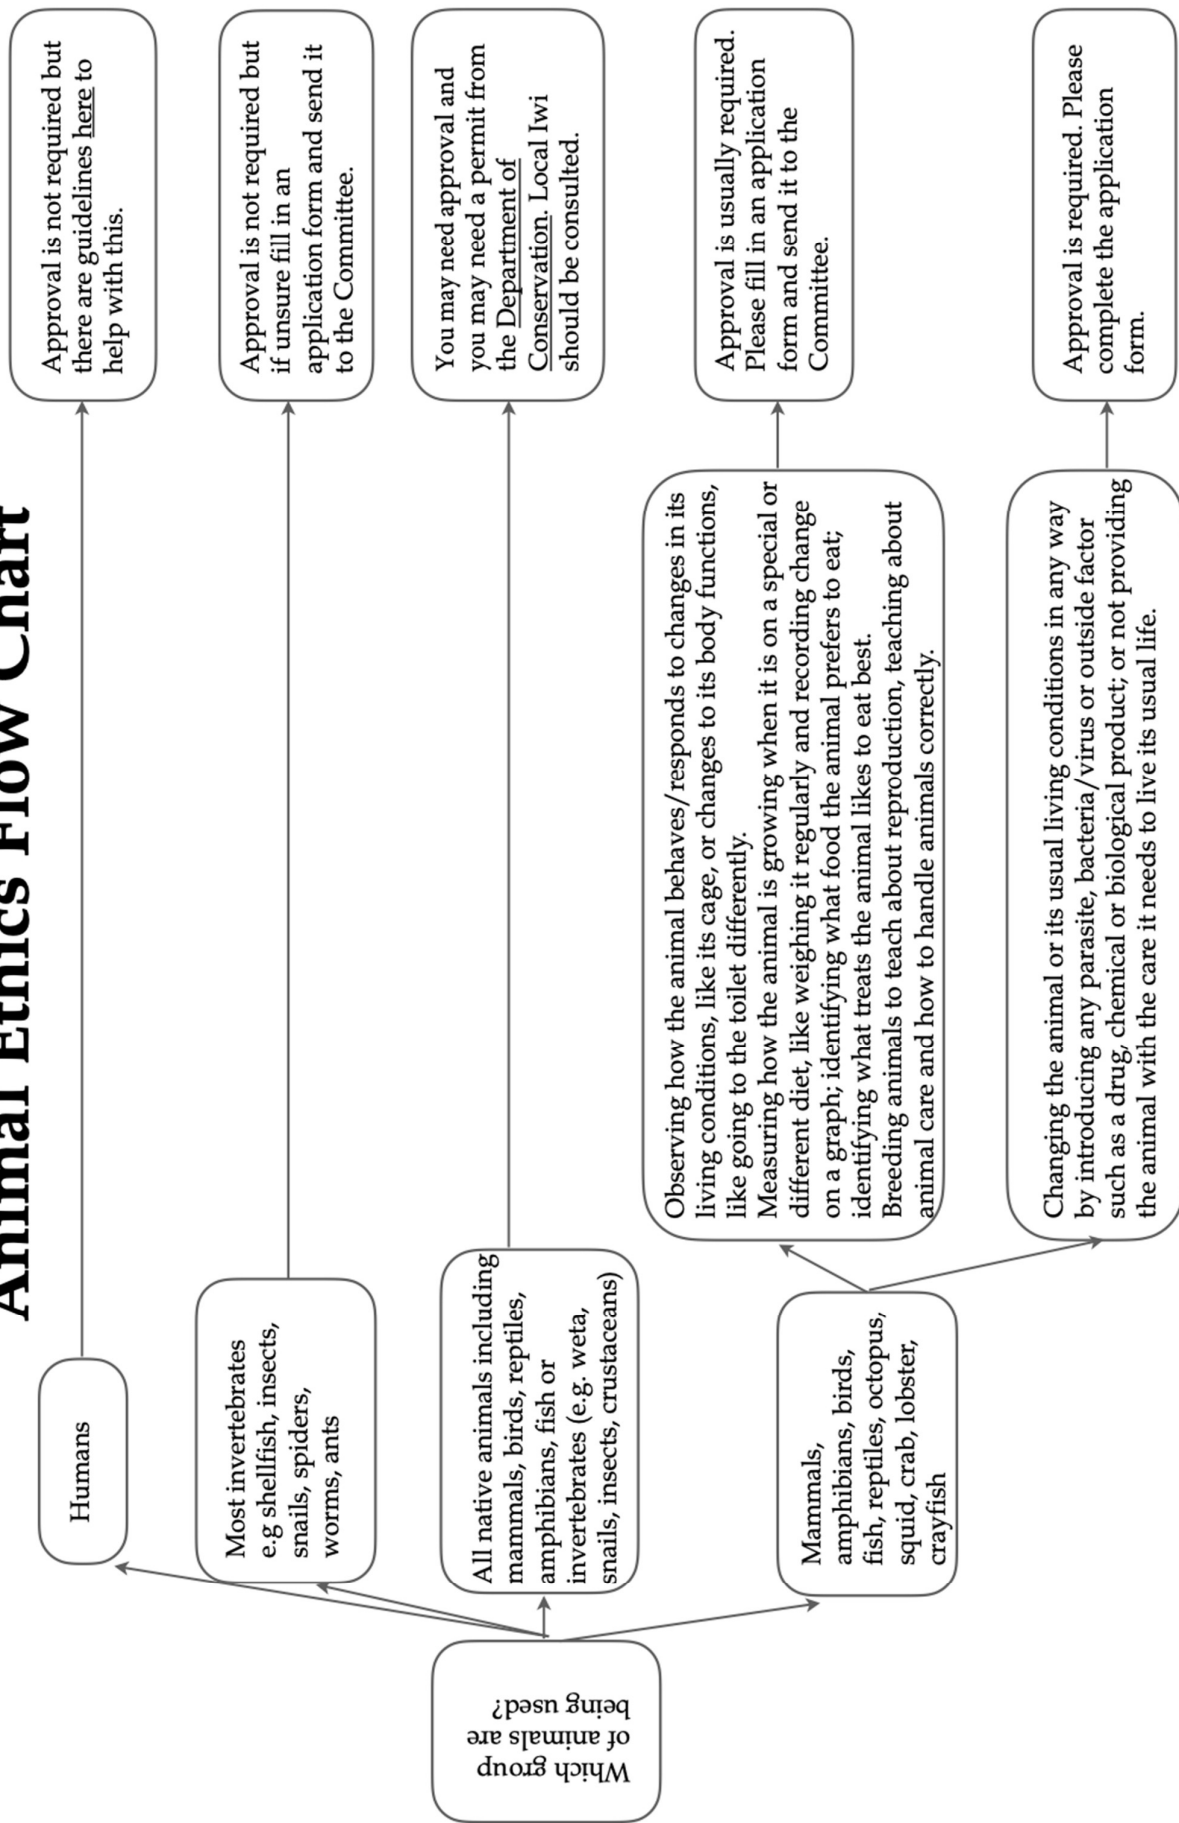 Animal Ethics Flow Chart
Which group
of animals are
being used?
Humans
Approval is not required but
there are guidelines here to
help with this.
Most invertebrates
e.g shellfish, insects,
snails, spiders,
worms, ants
Approval is not required but
if unsure fill in an
application form and send it
to the Committee.
All native animals including
mammals, birds, reptiles,
amphibians, fish or
invertebrates (e.g. weta,
snails, insects, crustaceans)
You may need approval and
you may need a permit from
the Department of
Conservation. Local Iwi
should be consulted.
Mammals,
amphibians, birds,
fish, reptiles, octopus,
squid, crab, lobster,
crayfish
Observing how the animal behaves/responds to changes in its
living conditions, like its cage, or changes to its body functions,
like going to the toilet differently.
Measuring how the animal is growing when it is on a special or
different diet, like weighing it regularly and recording change
on a graph; identifying what food the animal prefers to eat;
identifying what treats the animal likes to eat best.
Breeding animals to teach about reproduction, teaching about
animal care and how to handle animals correctly.
Approval is usually required.
Please fill in an application
form and send it to the
Committee.
Changing the animal or its usual living conditions in any way
by introducing any parasite, bacteria/virus or outside factor
such as a drug, chemical or biological product; or not providing
the animal with the care it needs to live its usual life.
Approval is required. Please
complete the application
form.